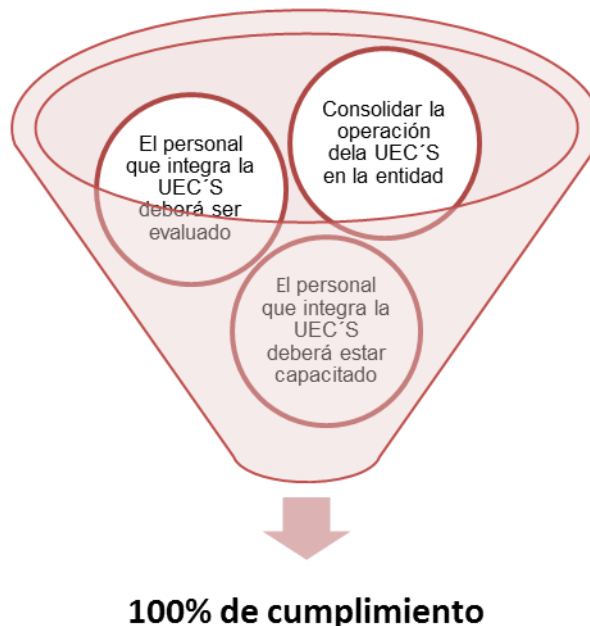 El personal
que integra la
UEC´S
deberá ser
evaluado
Consolidar la
operación
dela UEC´S
en la entidad
El personal
que integra la
UEC´S
deberá estar
capacitado
100% de cumplimiento